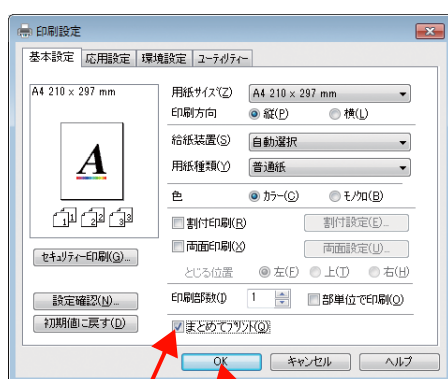 印刷設定
基本設定 応用設定 環境設定 ユーティリティー
A4 210 x 297 mm
A
1 1 2 2 3 3
セキュリティー印刷(G)...
設定確認(N)...
初期値に戻す(D)
用紙サイズ(Z) A4 210 x 297 mm
印刷方向 縦(P) 横(L)
給紙装置(S) 自動選択
用紙種類(Y) 普通紙
色 カラー(C) モノクロ(B)
割付印刷(R) 割付設定(E)...
両面印刷(X) 両面設定(U)...
とじる位置 左(F) 上(T) 右(H)
印刷部数(I) 1 部単位で印刷(O)
まとめてプリント(Q)
OK キャンセル ヘルプ